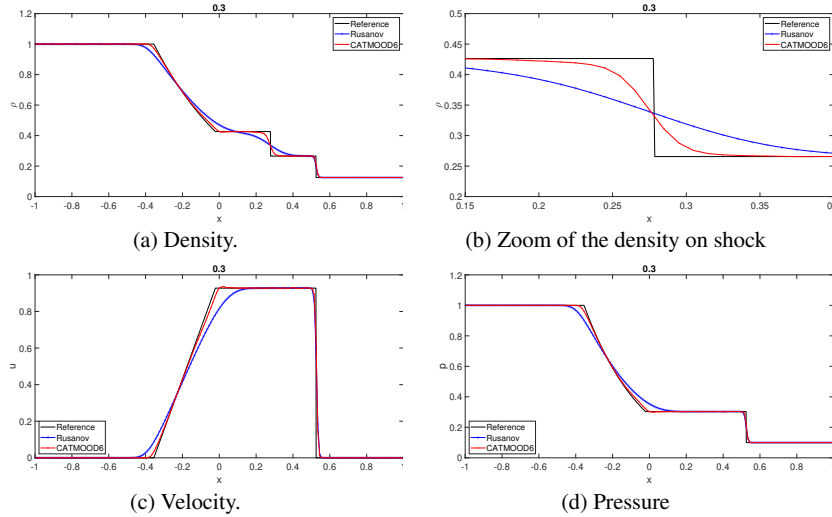 0.3
ρ
1.2
1
0.8
0.6
0.4
0.2
0
-1 -0.8 -0.6 -0.4 -0.2 0 0.2 0.4 0.6 0.8 1
x
Reference
Rusanov
CATMOOD6
(a) Density.
0.3
ρ
0.5
0.45
0.4
0.35
0.3
0.25
0.2
0.15 0.2 0.25 0.3 0.35 0.4
x
Reference
Rusanov
CATMOOD6
(b) Zoom of the density on shock
0.3
u
0.8
0.6
0.4
0.2
0
-1 -0.8 -0.6 -0.4 -0.2 0 0.2 0.4 0.6 0.8 1
x
Reference
Rusanov
CATMOOD6
(c) Velocity.
0.3
p
1.2
1
0.8
0.6
0.4
0.2
0
-1 -0.8 -0.6 -0.4 -0.2 0 0.2 0.4 0.6 0.8 1
x
Reference
Rusanov
CATMOOD6
(d) Pressure